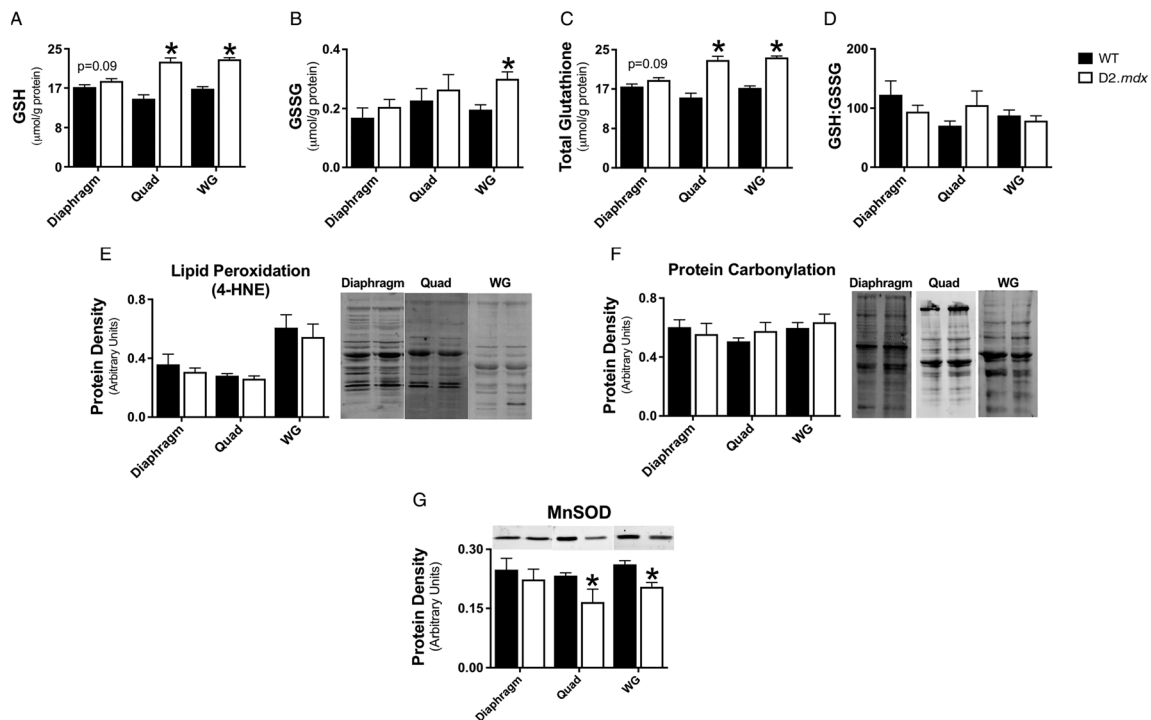 A
B
C
D
25
17
8
0
GSH
(μmol/g protein)
p=0.09
*
*
Diaphragm
Quad
WG
0.4
0.2
0.0
GSSG
(μmol/g protein)
*
Diaphragm
Quad
WG
25
17
8
0
Total Glutathione
(μmol/g protein)
p=0.09
*
*
Diaphragm
Quad
WG
200
150
100
50
0
GSH:GSSG
Diaphragm
Quad
WG
WT
D2.mdx
E
Lipid Peroxidation
(4-HNE)
0.8
0.4
0.0
Protein Density
(Arbitrary Units)
Diaphragm
Quad
WG
Diaphragm
Quad
WG
F
Protein Carbonylation
0.8
0.4
0.0
Protein Density
(Arbitrary Units)
Diaphragm
Quad
WG
Diaphragm
Quad
WG
G
MnSOD
0.30
0.15
0.00
Protein Density
(Arbitrary Units)
*
*
Diaphragm
Quad
WG